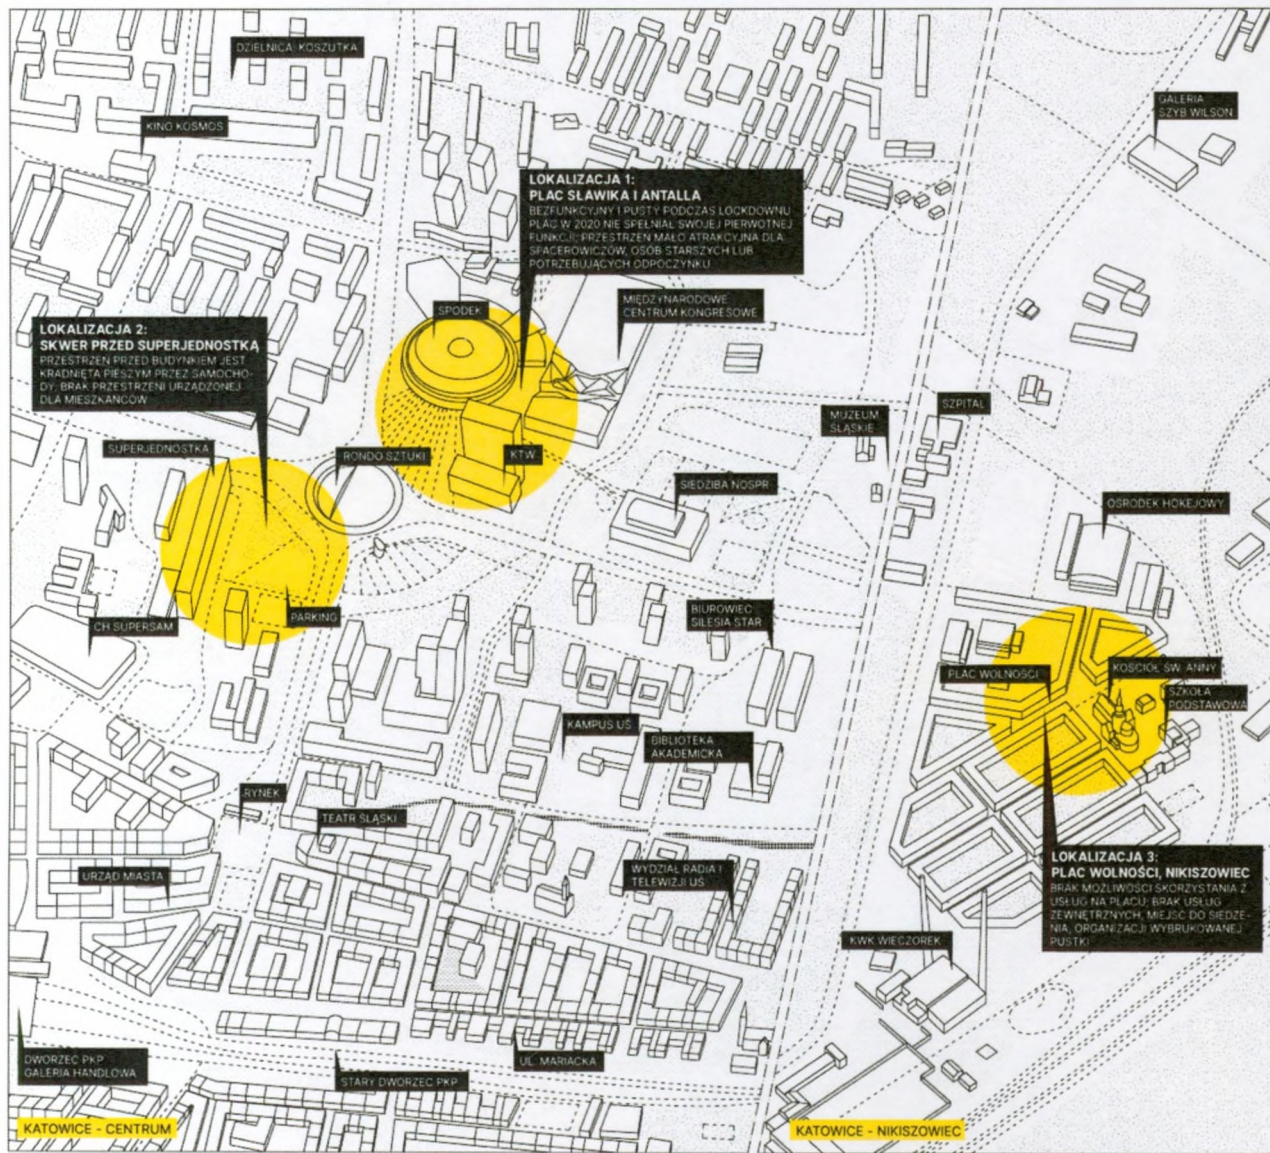 DZIELNICA KOSZUTKA
KINO KOSMOS
GALERIA
SZYB WILSON
LOKALIZACJA 1:
PLAC SŁAWIKA I ANTALLA
BEZFUNKCYJNY I PUSTY PODCZAS LOCKDOWNU
PLAC W 2020 NIE SPEŁNIAŁ SWOJEJ PIERWOTNEJ
FUNKCJI; PRZESTRZEŃ MAŁO ATRAKCYJNA DLA
SPACEROWICZÓW, OSÓB STARSZYCH LUB
POTRZEBUJĄCYCH ODPOCZYNKU
SPODEK
MIĘDZYNARODOWE
CENTRUM KONGRESOWE
LOKALIZACJA 2:
SKWER PRZED SUPERJEDNOSTKĄ
PRZESTRZEŃ PRZED BUDYNKIEM JEST
KRADNIĘTA PIESZYM PRZEZ SAMOCHO-
DY; BRAK PRZESTRZENI URZĄDZONEJ
DLA MIESZKAŃCÓW
SUPERJEDNOSTKA
RONDO SZTUKI
KTW
MUZEUM
ŚLĄSKIE
SZPITAL
SIEDZIBA NOSPR
OŚRODEK HOKEJOWY
PARKING
CH SUPERSAM
BIUROWIEC
SILESIA STAR
PLAC WOLNOŚCI
KOŚCIÓŁ ŚW. ANNY
SZKOŁA
PODSTAWOWA
KAMPUS UŚ
BIBLIOTEKA
AKADEMICKA
RYNEK
TEATR ŚLĄSKI
URZĄD MIASTA
WYDZIAŁ RADIA I
TELEWIZJI UŚ
LOKALIZACJA 3:
PLAC WOLNOŚCI, NIKISZOWIEC
BRAK MOŻLIWOŚCI SKORZYSTANIA Z
USŁUG NA PLACU; BRAK USŁUG
ZEWNĘTRZNYCH, MIEJSC DO SIEDZE-
NIA, ORGANIZACJI WYBRUKOWANEJ
PUSTKI
KWK WIECZOREK
DWORZEC PKP
GALERIA HANDLOWA
STARY DWORZEC PKP
UL. MARIACKA
KATOWICE - CENTRUM
KATOWICE - NIKISZOWIEC